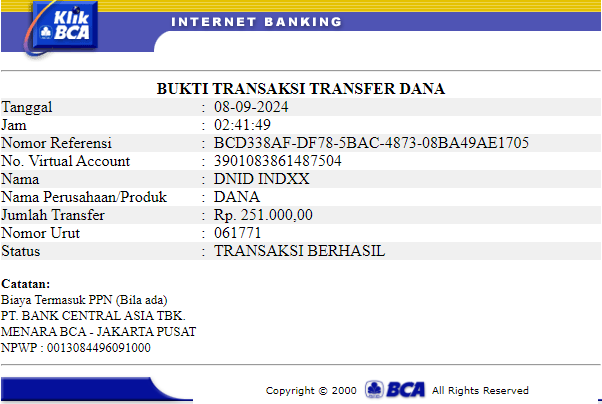 Klik
BCA
INTERNET BANKING
BUKTI TRANSAKSI TRANSFER DANA
Tanggal : 08-09-2024
Jam : 02:41:49
Nomor Referensi : BCD338AF-DF78-5BAC-4873-08BA49AE1705
No. Virtual Account : 3901083861487504
Nama : DNID INDXX
Nama Perusahaan/Produk : DANA
Jumlah Transfer : Rp. 251.000,00
Nomor Urut : 061771
Status : TRANSAKSI BERHASIL
Catatan:
Biaya Termasuk PPN (Bila ada)
PT. BANK CENTRAL ASIA TBK.
MENARA BCA - JAKARTA PUSAT
NPWP : 0013084496091000
Copyright © 2000 BCA All Rights Reserved